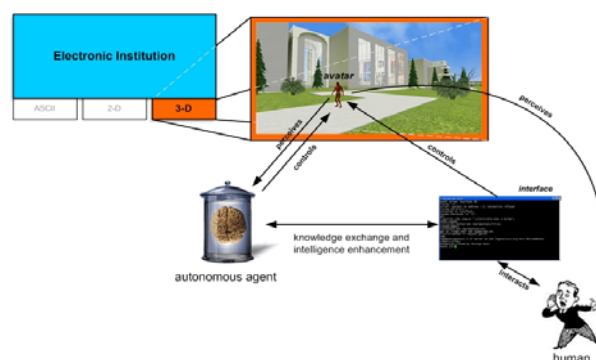 Electronic Institution
ASCII
2-D
3-D
avatar
perceives
controls
perceives
controls
interface
knowledge exchange and
intelligence enhancement
autonomous agent
interacts
human